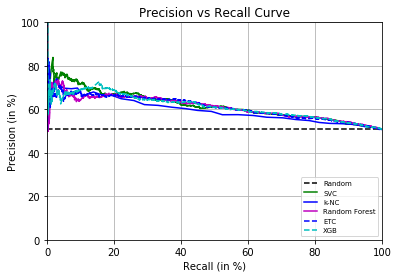 Precision vs Recall Curve
Precision (in %)
100
80
60
40
20
0
0 20 40 60 80 100
Recall (in %)
Random
SVC
k-NC
Random Forest
ETC
XGB